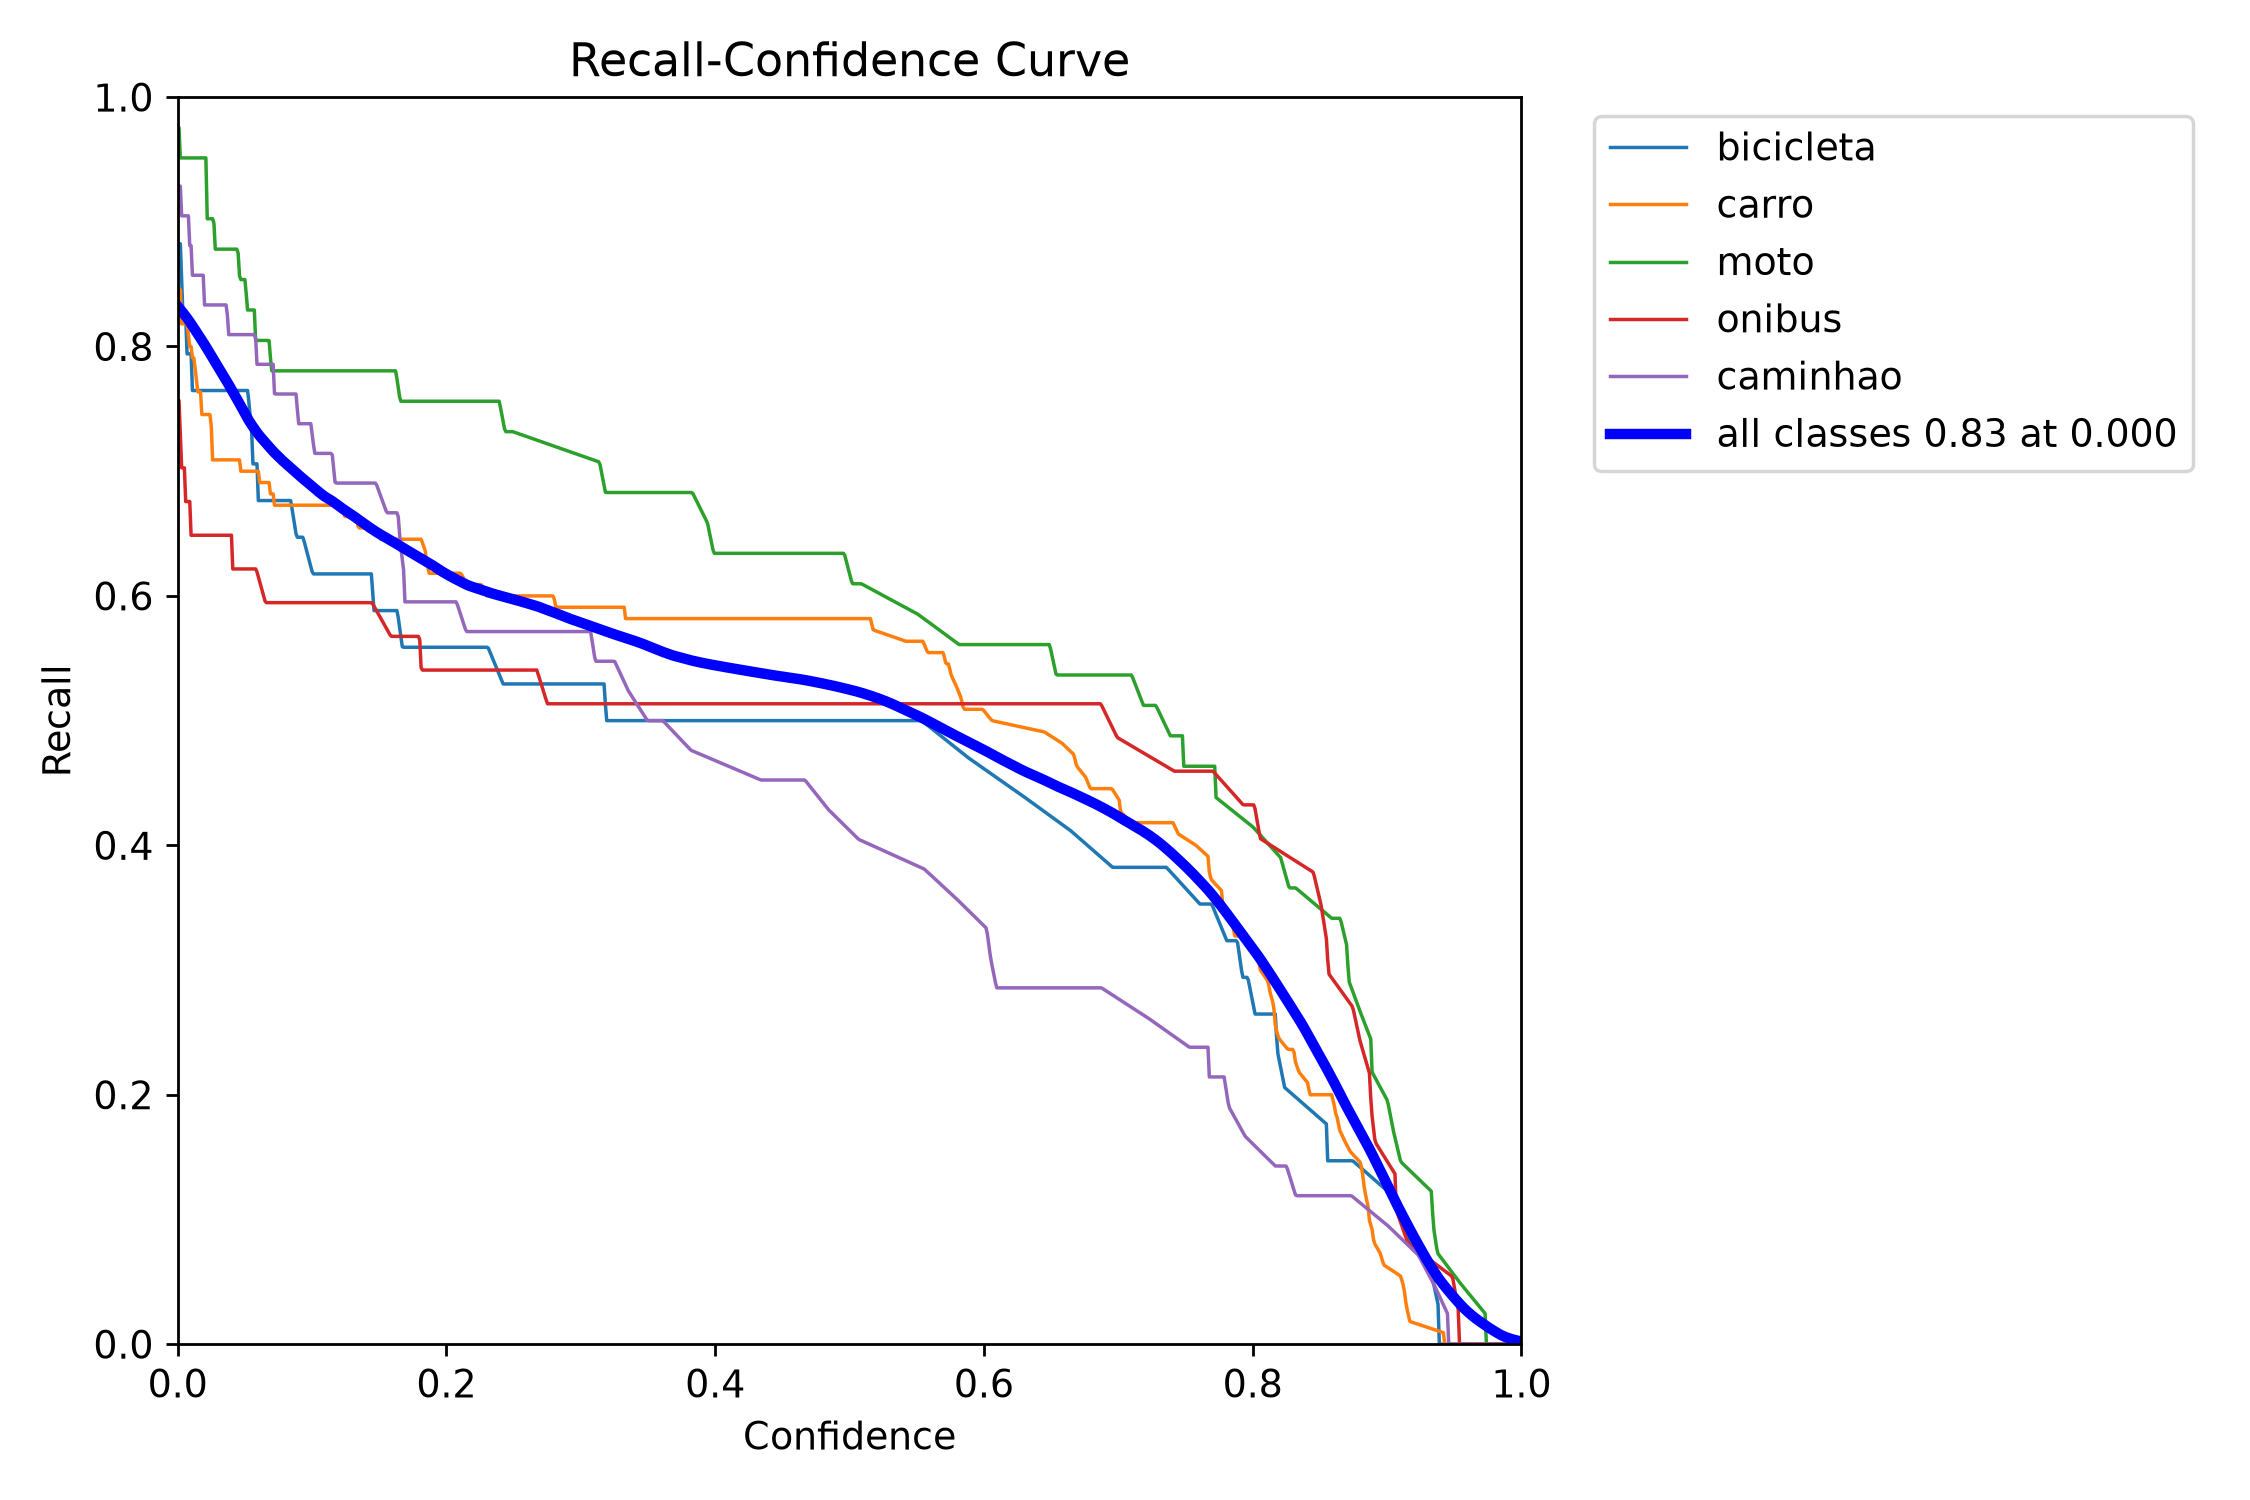 Recall-Confidence Curve
1.0
0.8
0.6
0.4
0.2
0.0
Recall
0.0 0.2 0.4 0.6 0.8 1.0
Confidence
bicicleta
carro
moto
onibus
caminhao
all classes 0.83 at 0.000